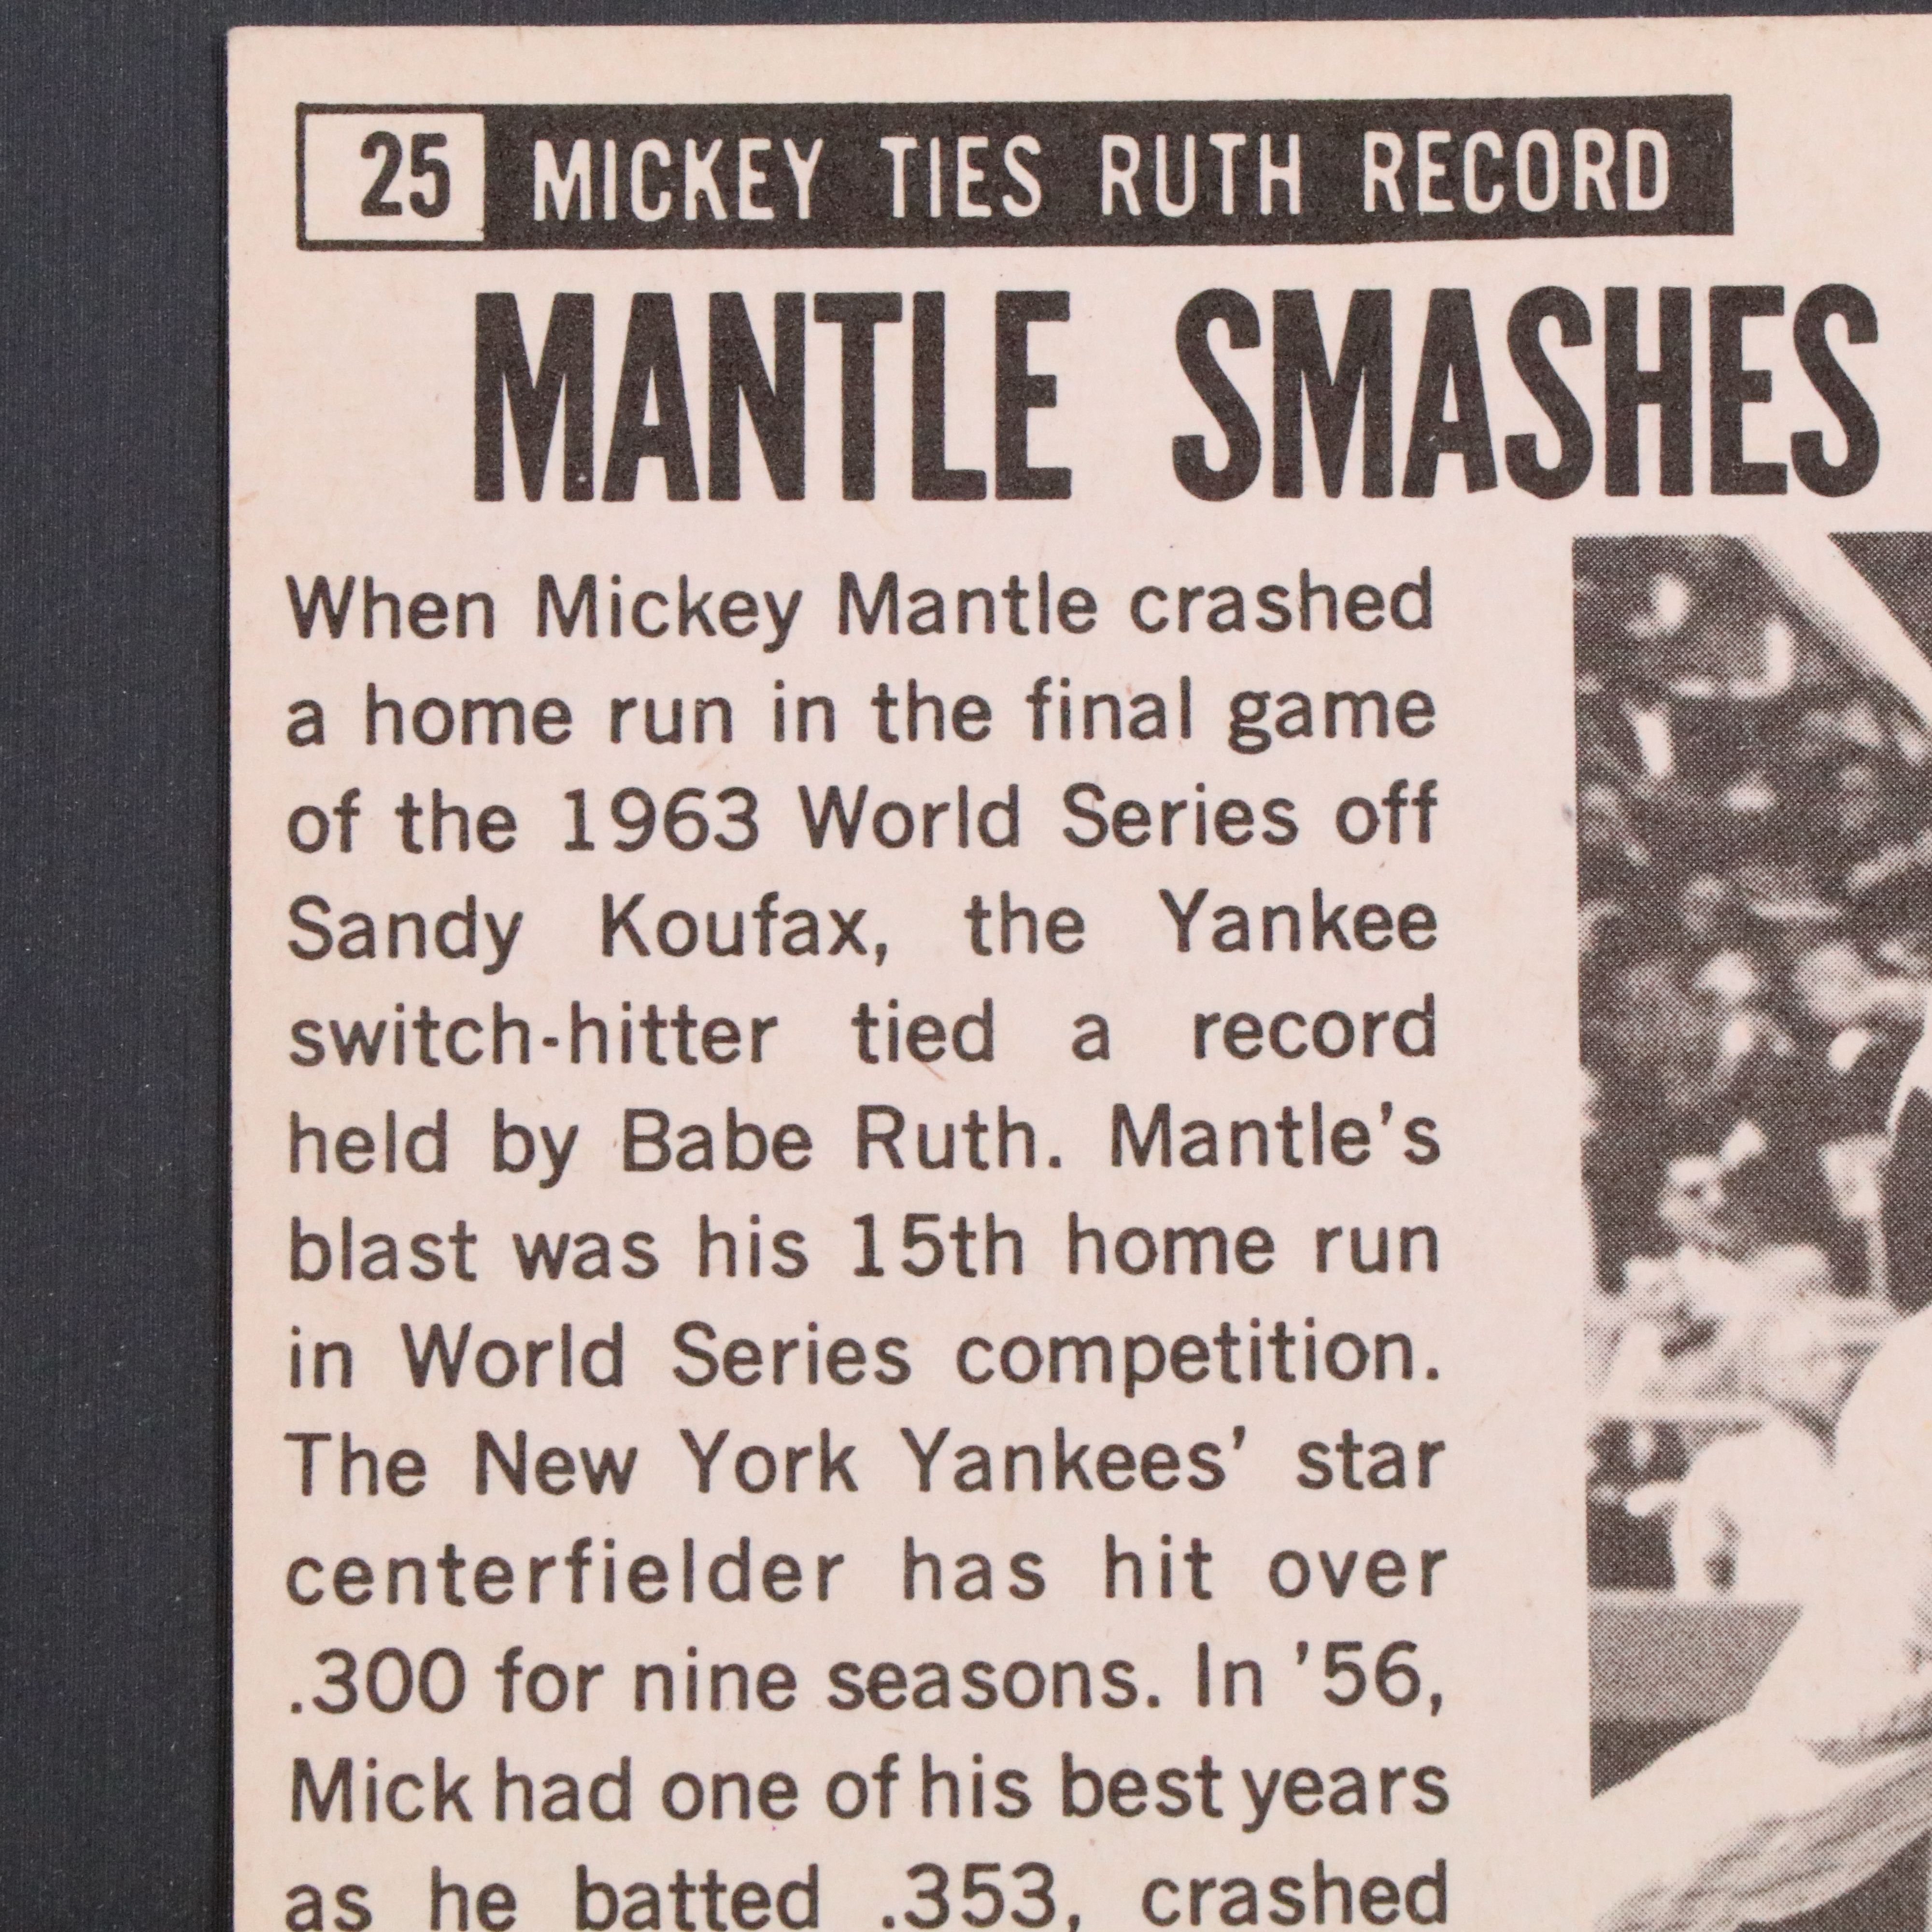 25 MICKEY TIES RUTH RECORD
MANTLE SMASHES
When Mickey Mantle crashed
a home run in the final game
of the 1963 World Series off
Sandy Koufax, the Yankee
switch-hitter tied a record
held by Babe Ruth. Mantle’s
blast was his 15th home run
in World Series competition.
The New York Yankees’ star
centerfielder has hit over
.300 for nine seasons. In ’56,
Mick had one of his best years
as he batted .353, crashed